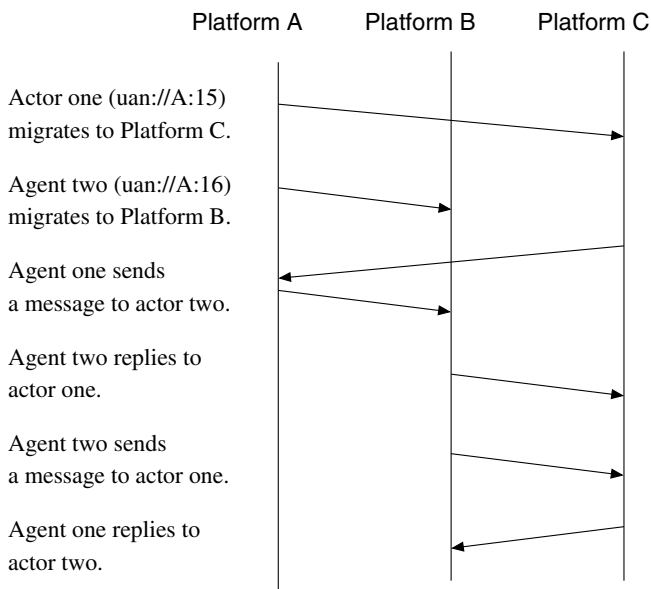 Platform A Platform B Platform C
Actor one (uan://A:15)
migrates to Platform C.
Agent two (uan://A:16)
migrates to Platform B.
Agent one sends
a message to actor two.
Agent two replies to
actor one.
Agent two sends
a message to actor one.
Agent one replies to
actor two.